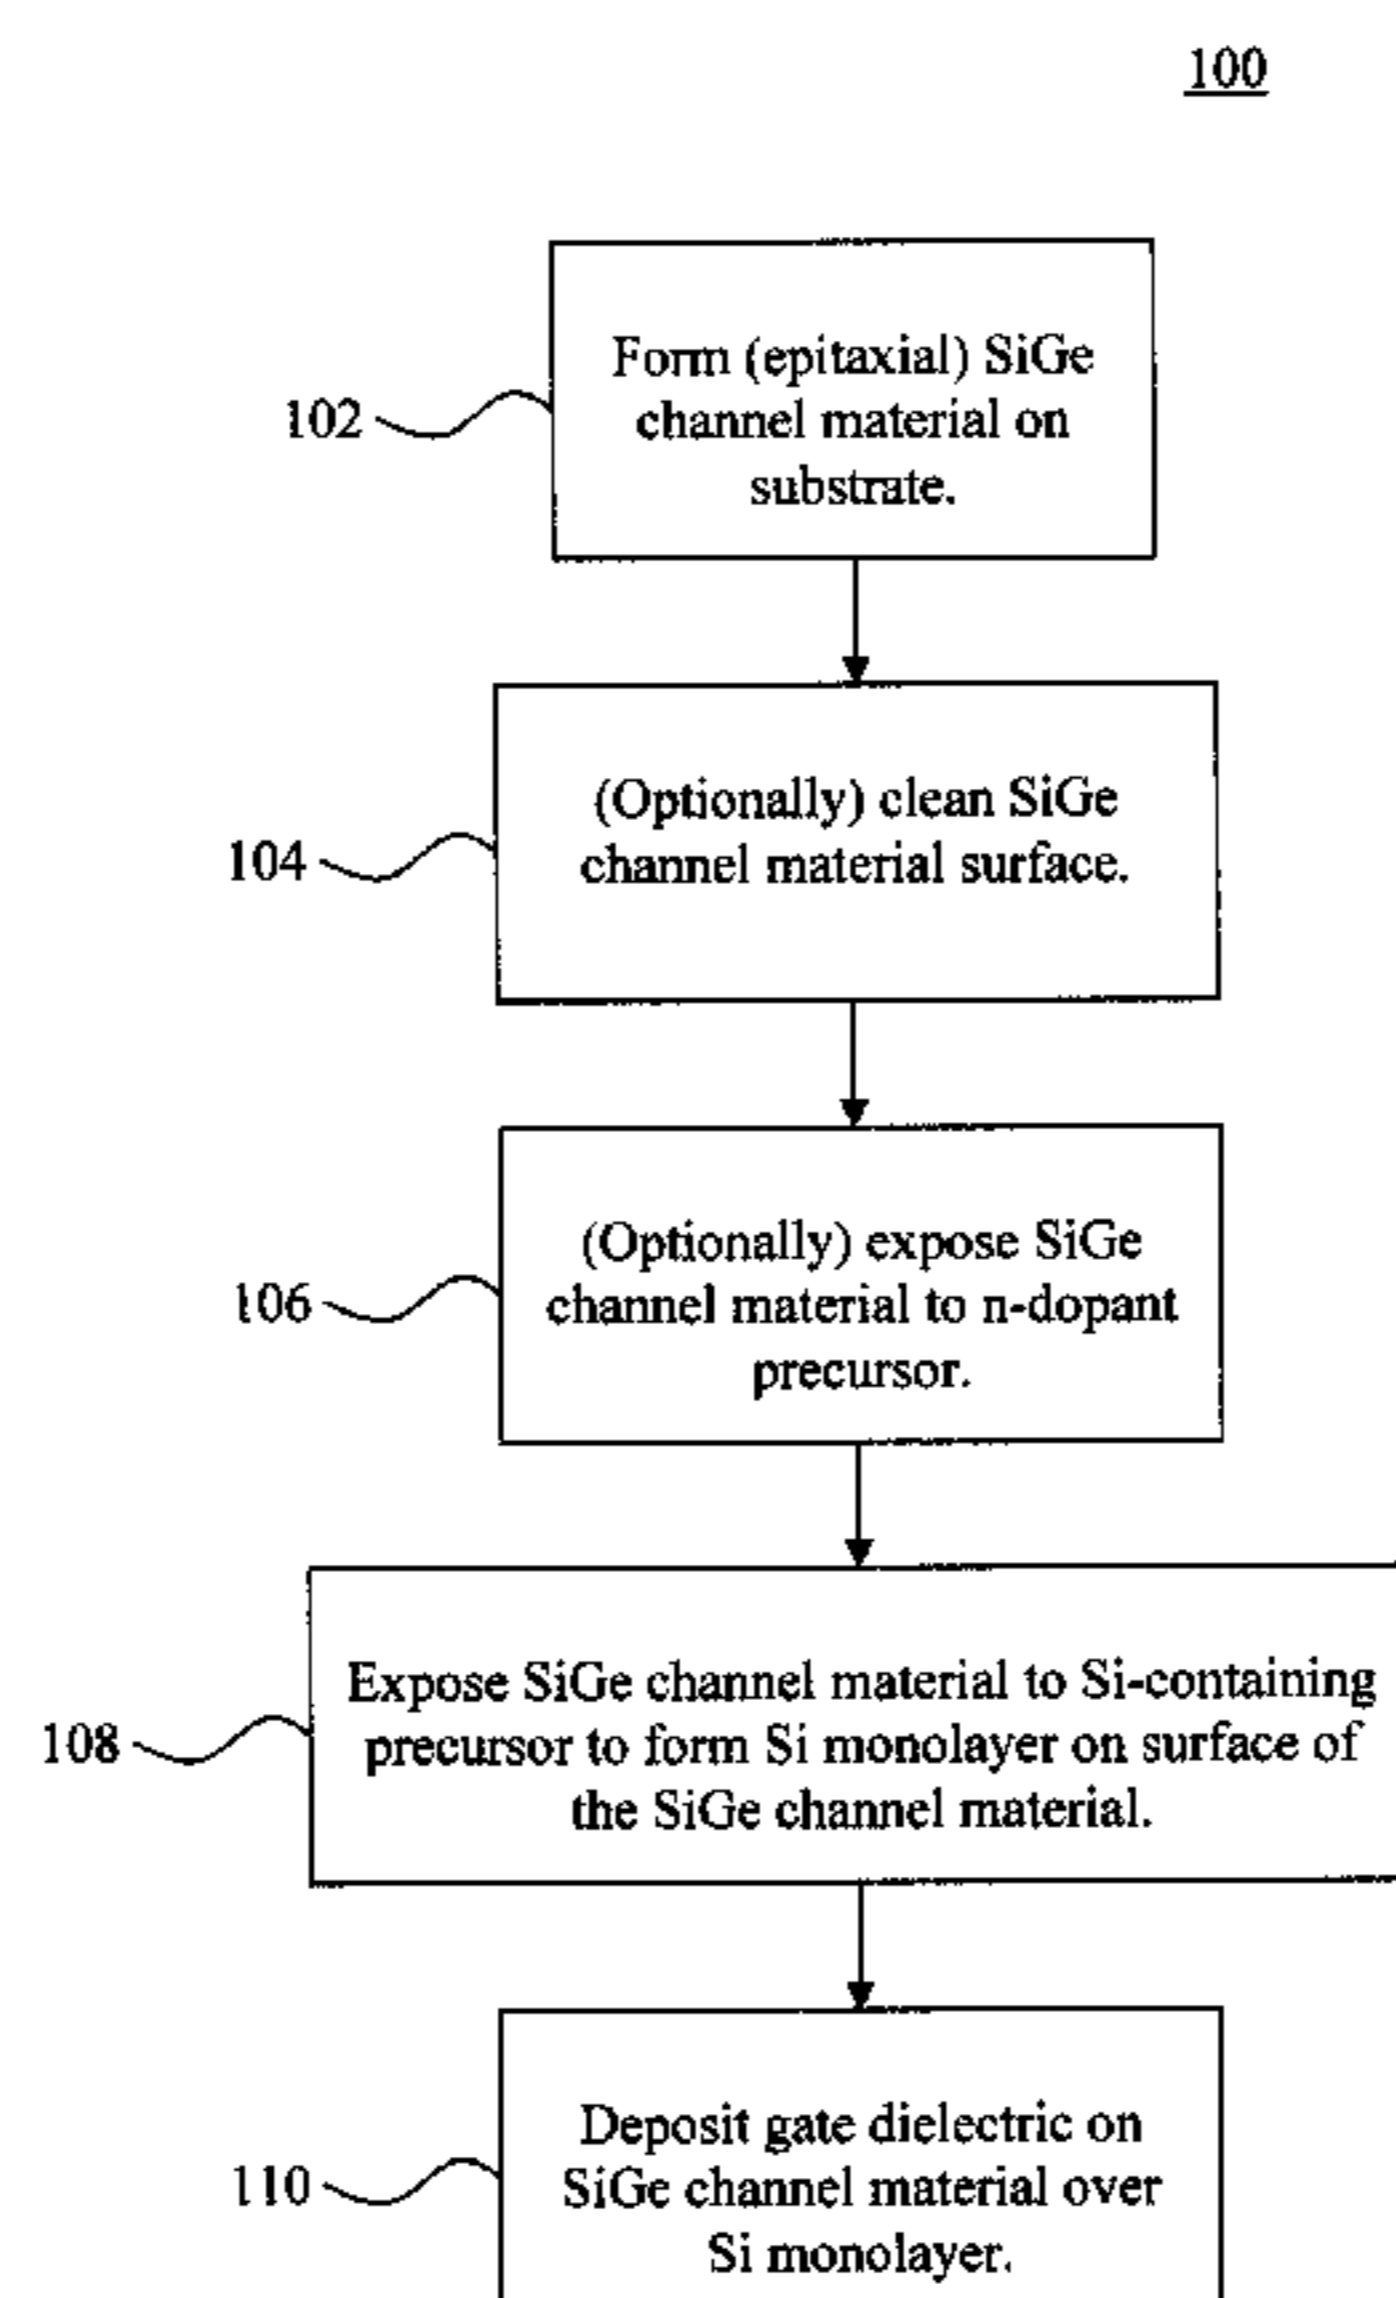 100
Form (epitaxial) SiGe
channel material on
substrate.
102
(Optionally) clean SiGe
channel material surface.
104
(Optionally) expose SiGe
channel material to n-dopant
precursor.
106
Expose SiGe channel material to Si-containing
precursor to form Si monolayer on surface of
the SiGe channel material.
108
Deposit gate dielectric on
SiGe channel material over
Si monolayer.
110